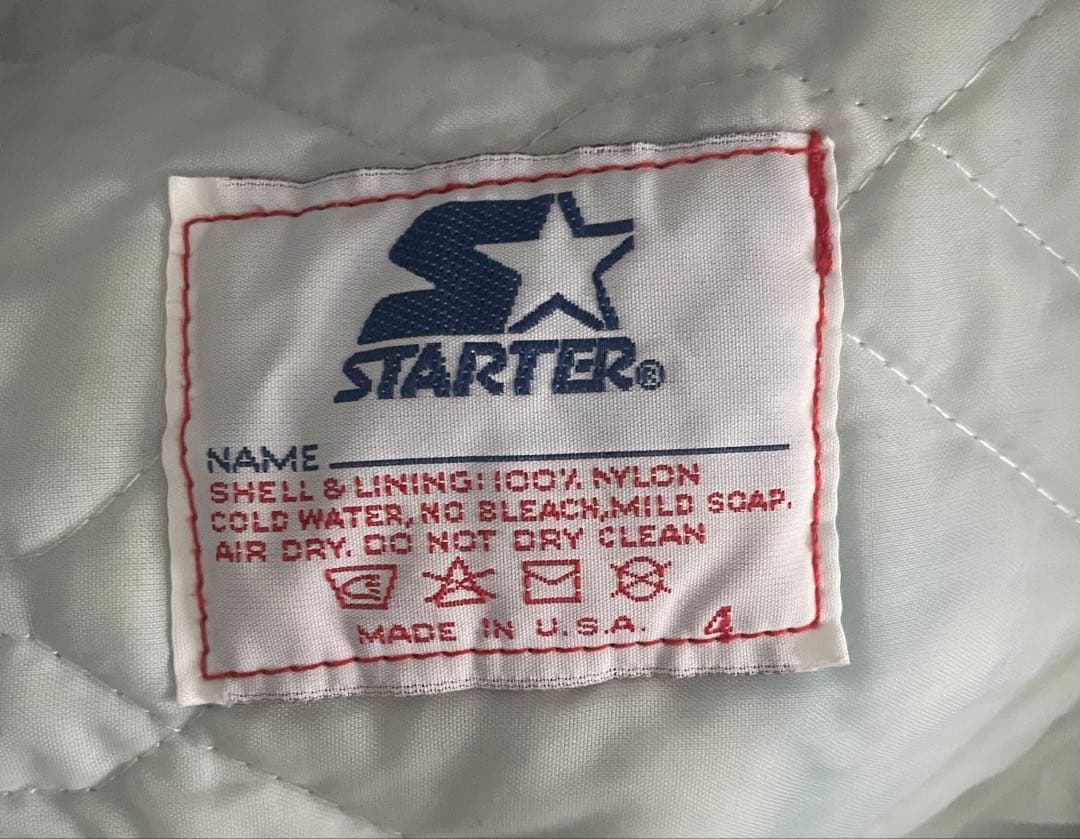 STARTER®
NAME
SHELL & LINING: 100% NYLON
COLD WATER, NO BLEACH, MILD SOAP.
AIR DRY. DO NOT DRY CLEAN
MADE IN U.S.A. 4